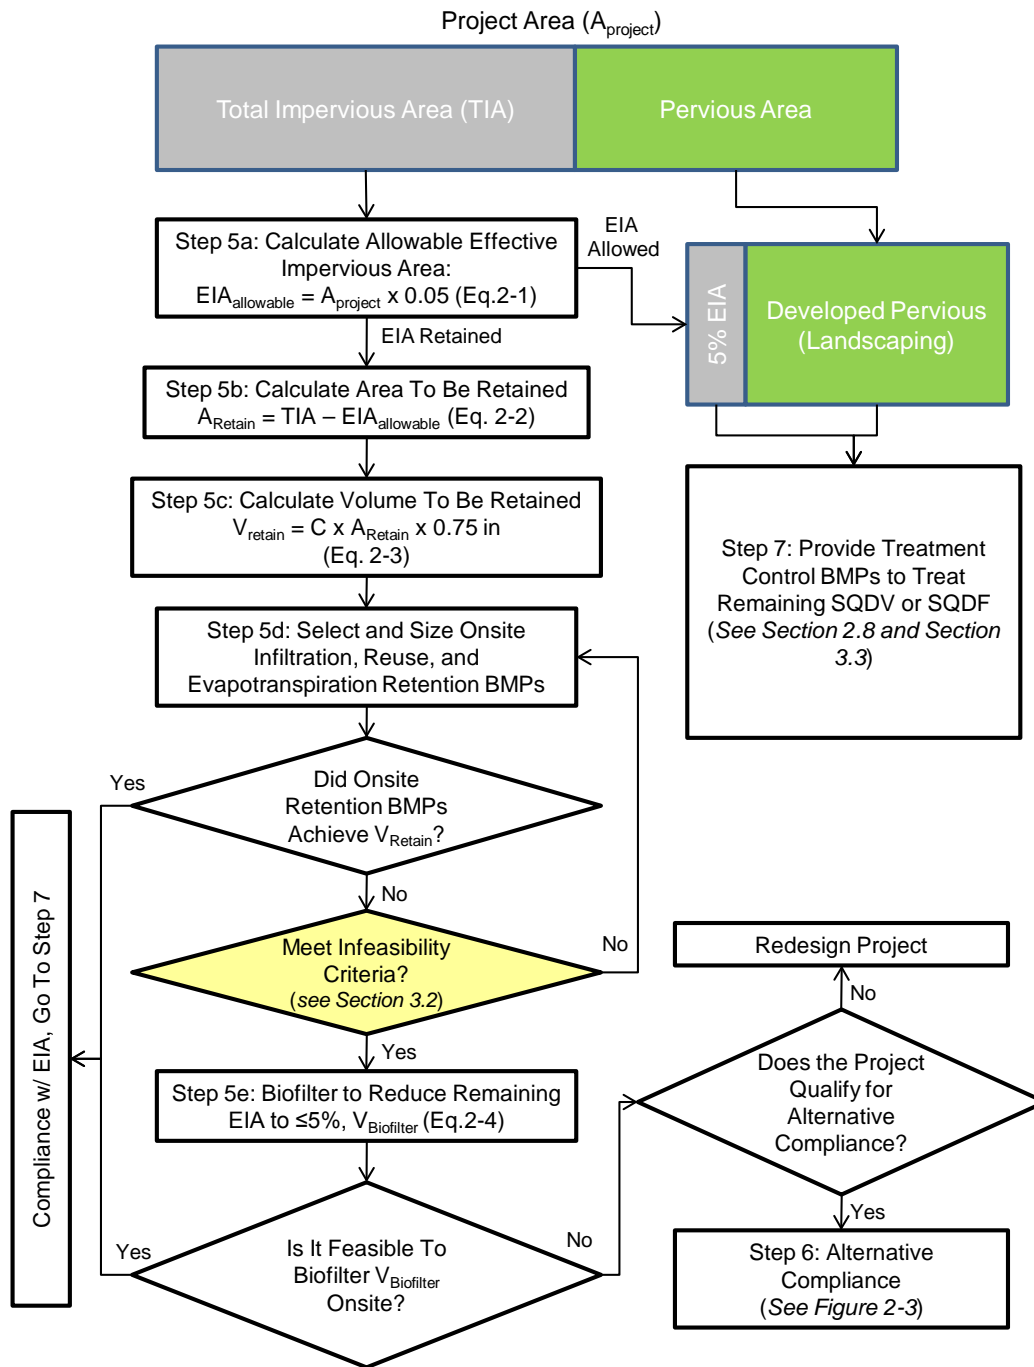 Project Area (Aproject)
Total Impervious Area (TIA)
Pervious Area
Step 5a: Calculate Allowable Effective
Impervious Area:
EIAallowable = Aproject x 0.05 (Eq.2-1)
EIA
Allowed
5% EIA
Developed Pervious
(Landscaping)
EIA Retained
Step 5b: Calculate Area To Be Retained
ARetain = TIA – EIAallowable (Eq. 2-2)
Step 5c: Calculate Volume To Be Retained
Vretain = C x ARetain x 0.75 in
(Eq. 2-3)
Step 7: Provide Treatment
Control BMPs to Treat
Remaining SQDV or SQDF
(See Section 2.8 and Section
3.3)
Step 5d: Select and Size Onsite
Infiltration, Reuse, and
Evapotranspiration Retention BMPs
Yes
Did Onsite
Retention BMPs
Achieve VRetain?
No
Meet Infeasibility
Criteria?
(see Section 3.2)
No
Yes
Compliance w/ EIA, Go To Step 7
Step 5e: Biofilter to Reduce Remaining
EIA to ≤5%, VBiofilter (Eq.2-4)
Yes
Is It Feasible To
Biofilter VBiofilter
Onsite?
No
Redesign Project
No
Does the Project
Qualify for
Alternative
Compliance?
Yes
Step 6: Alternative
Compliance
(See Figure 2-3)